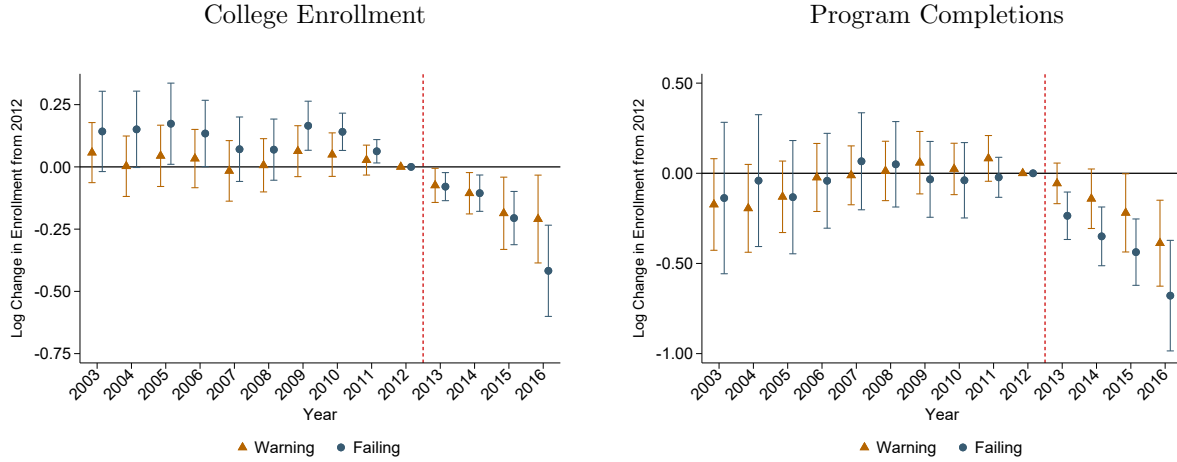 College Enrollment
Log Change in Enrollment from 2012
0.25
0.00
-0.25
-0.50
-0.75
2003 2004 2005 2006 2007 2008 2009 2010 2011 2012 2013 2014 2015 2016
Year
Warning Failing
Program Completions
Log Change in Enrollment from 2012
0.50
0.00
-0.50
-1.00
2003 2004 2005 2006 2007 2008 2009 2010 2011 2012 2013 2014 2015 2016
Year
Warning Failing